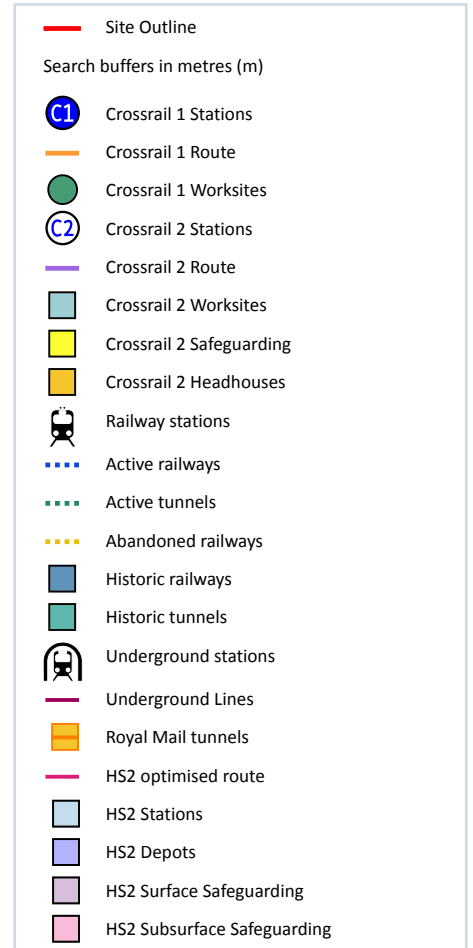 Site Outline
Search buffers in metres (m)
C1 Crossrail 1 Stations
Crossrail 1 Route
Crossrail 1 Worksites
C2 Crossrail 2 Stations
Crossrail 2 Route
Crossrail 2 Worksites
Crossrail 2 Safeguarding
Crossrail 2 Headhouses
Railway stations
Active railways
Active tunnels
Abandoned railways
Historic railways
Historic tunnels
Underground stations
Underground Lines
Royal Mail tunnels
HS2 optimised route
HS2 Stations
HS2 Depots
HS2 Surface Safeguarding
HS2 Subsurface Safeguarding